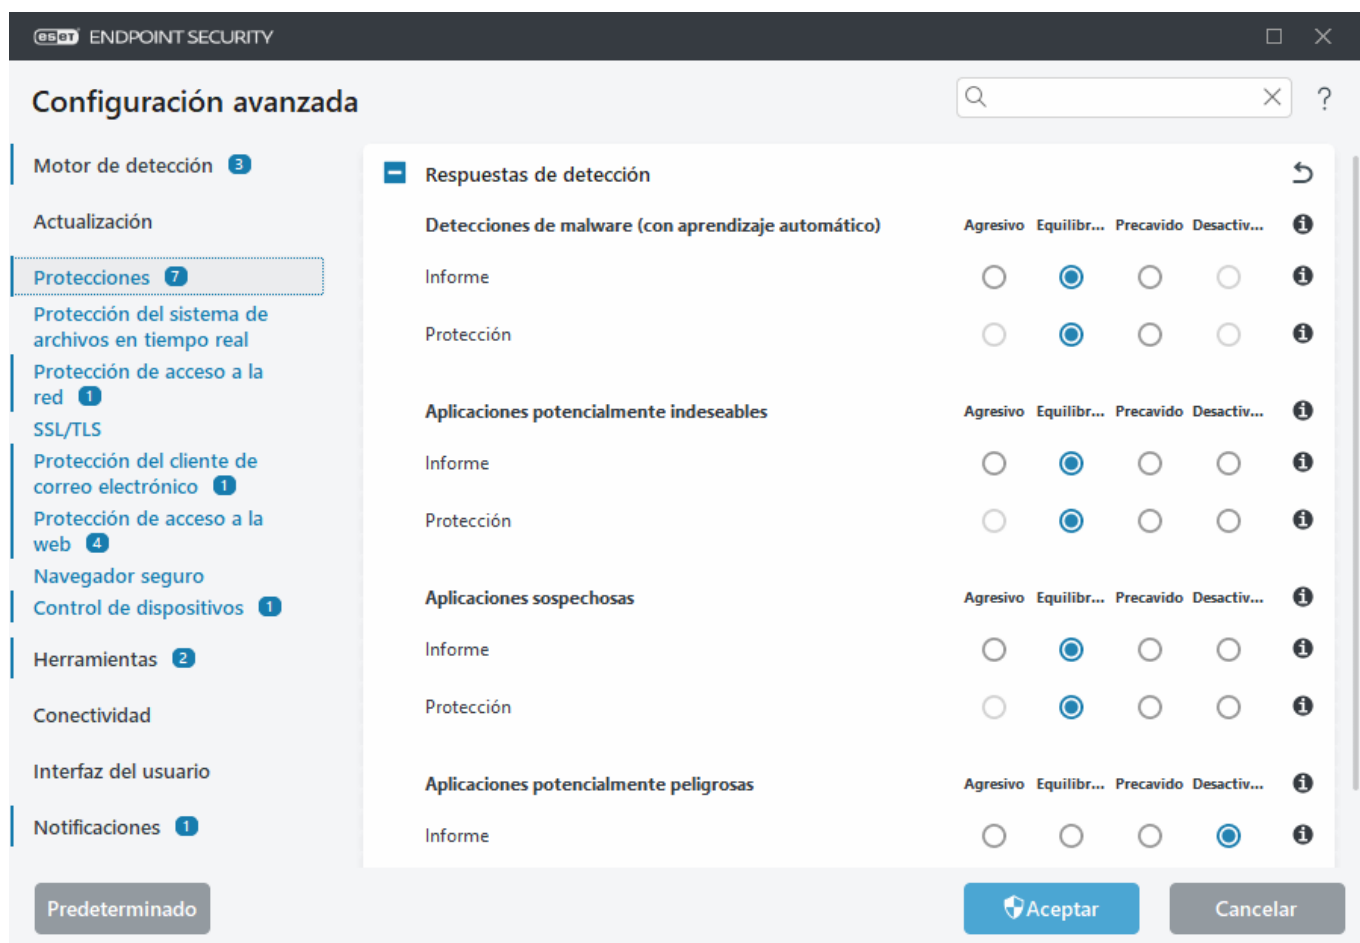 eset ENDPOINT SECURITY
Configuración avanzada
?
Motor de detección 3
Actualización
Protecciones 7
Protección del sistema de
archivos en tiempo real
Protección de acceso a la
red 1
SSL/TLS
Protección del cliente de
correo electrónico 1
Protección de acceso a la
web 4
Navegador seguro
Control de dispositivos 1
Herramientas 2
Conectividad
Interfaz del usuario
Notificaciones 1
Respuestas de detección
Detecciones de malware (con aprendizaje automático) Agresivo Equilibr... Precavido Desactiv...
Informe
Protección
Aplicaciones potencialmente indeseables Agresivo Equilibr... Precavido Desactiv...
Informe
Protección
Aplicaciones sospechosas Agresivo Equilibr... Precavido Desactiv...
Informe
Protección
Aplicaciones potencialmente peligrosas Agresivo Equilibr... Precavido Desactiv...
Informe
Predeterminado
Aceptar
Cancelar